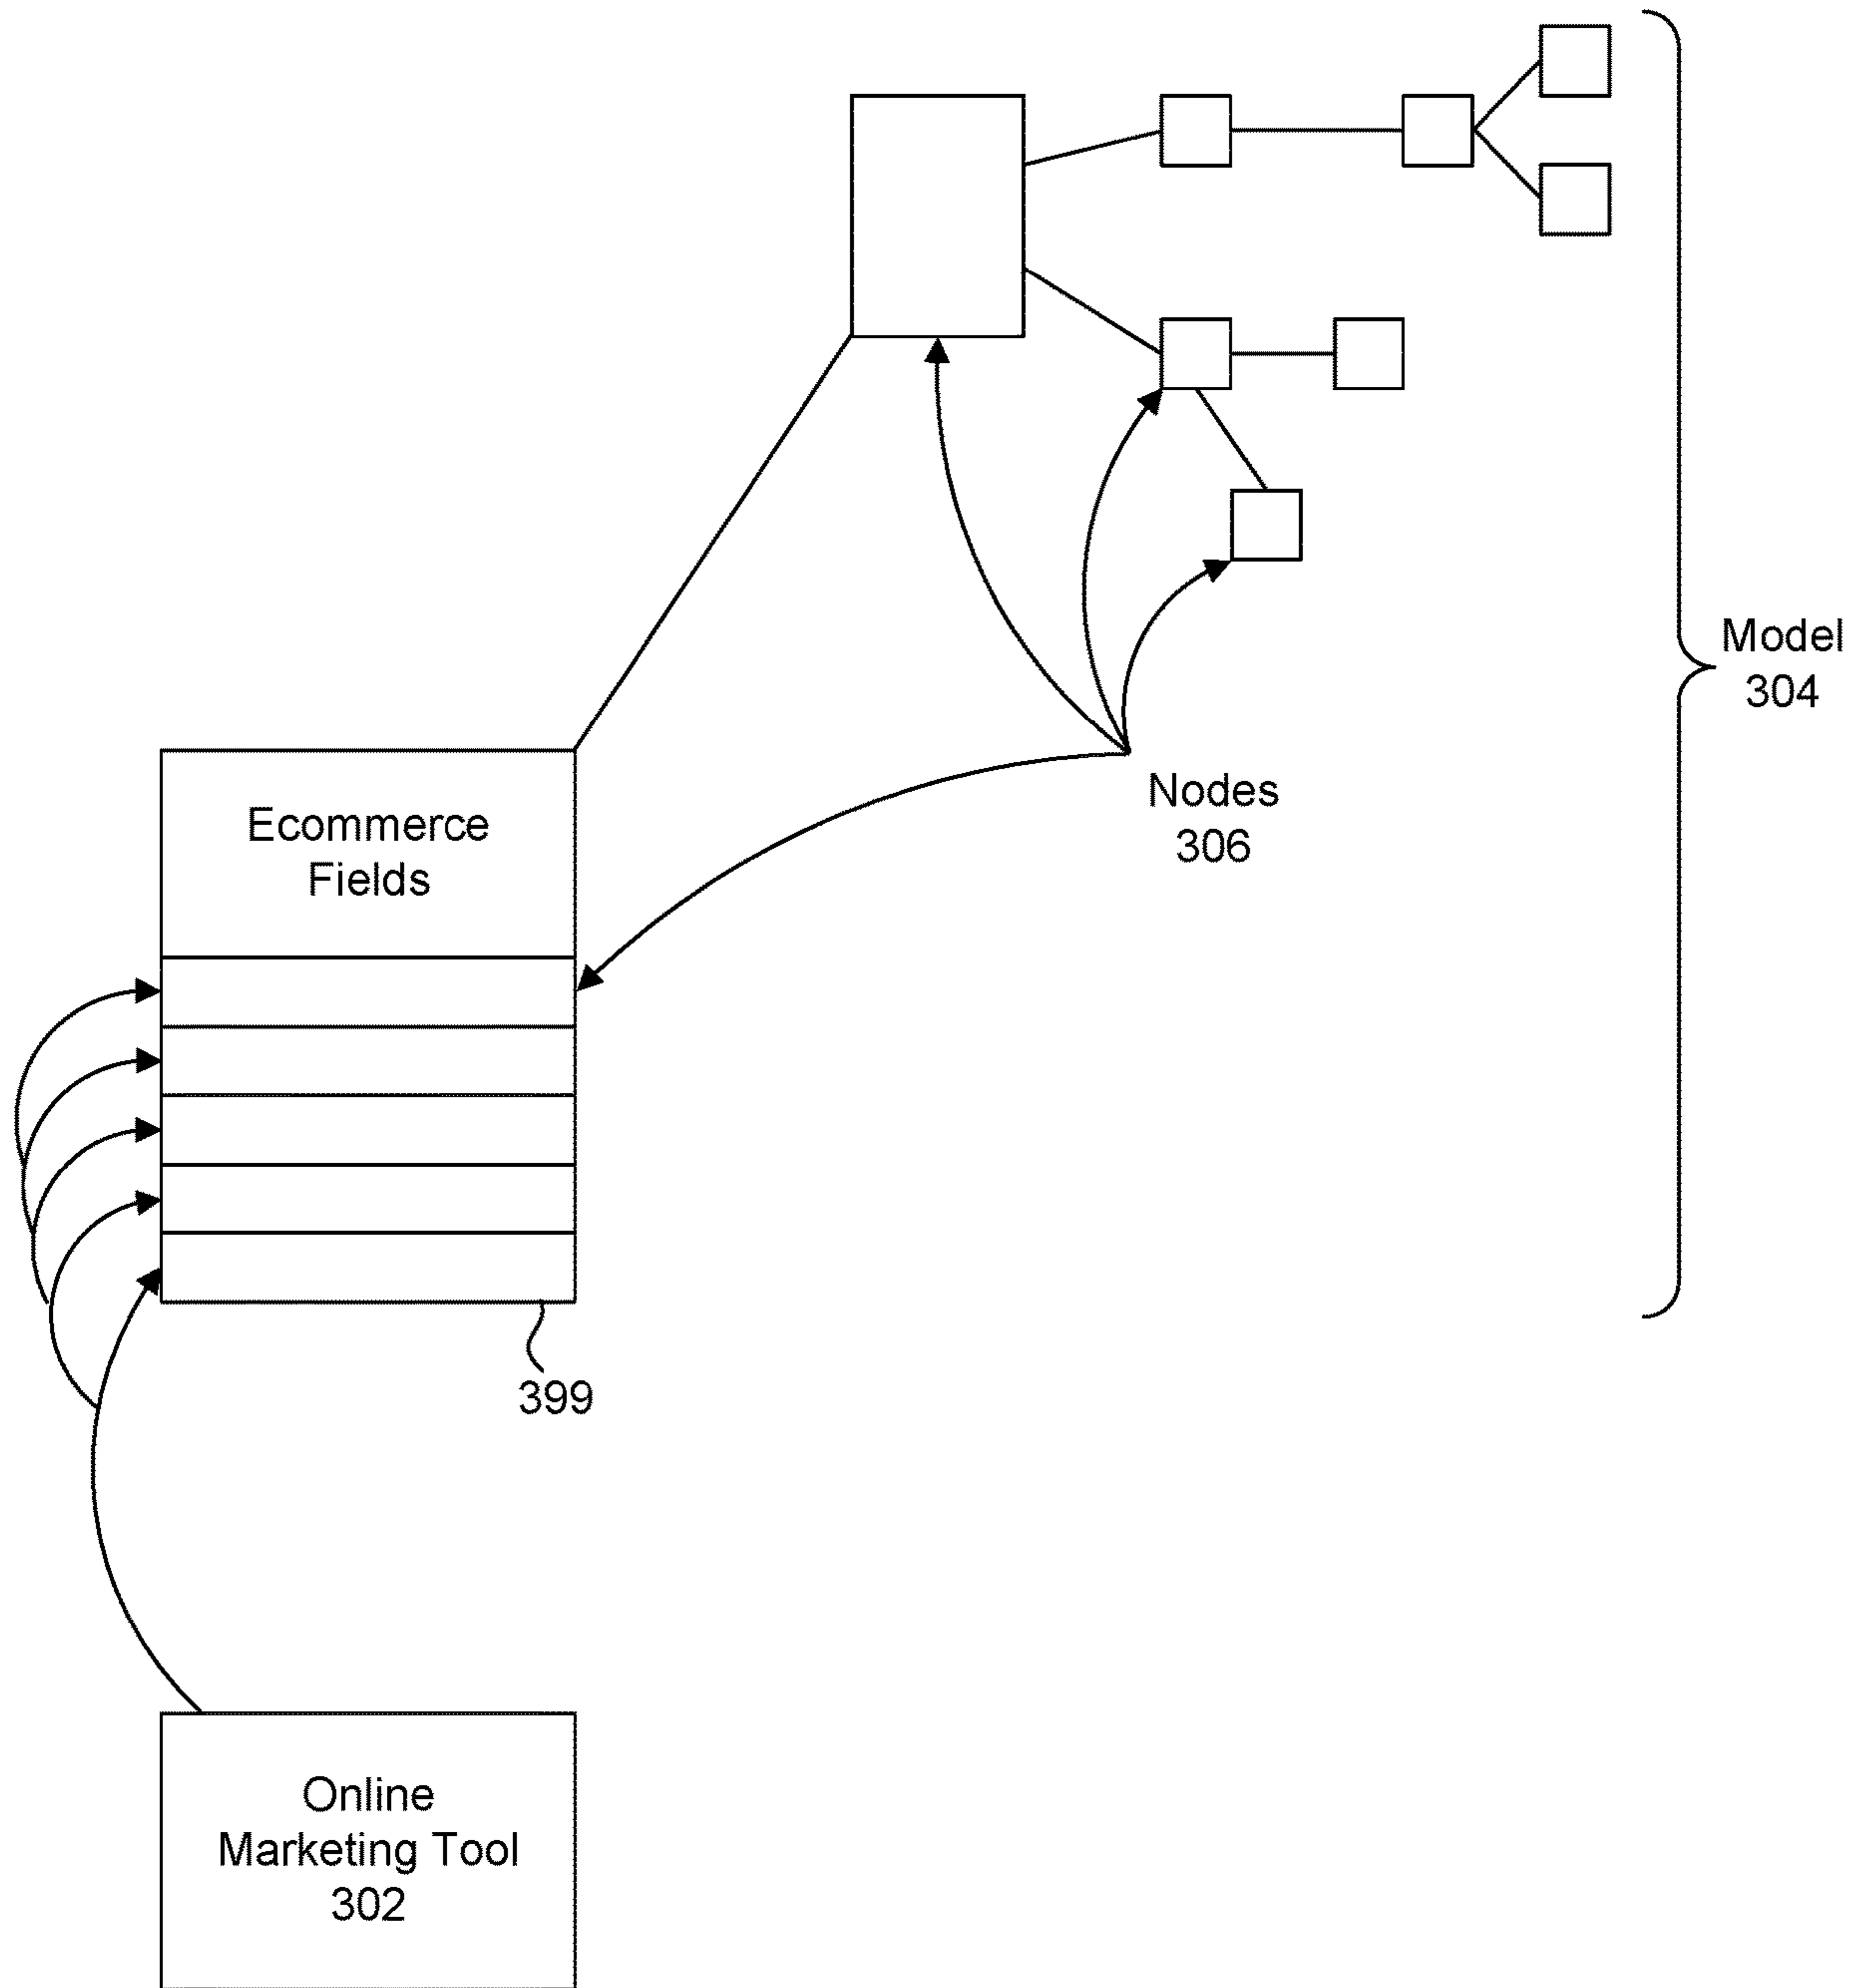 Model
304
Nodes
306
Ecommerce
Fields
399
Online
Marketing Tool
302